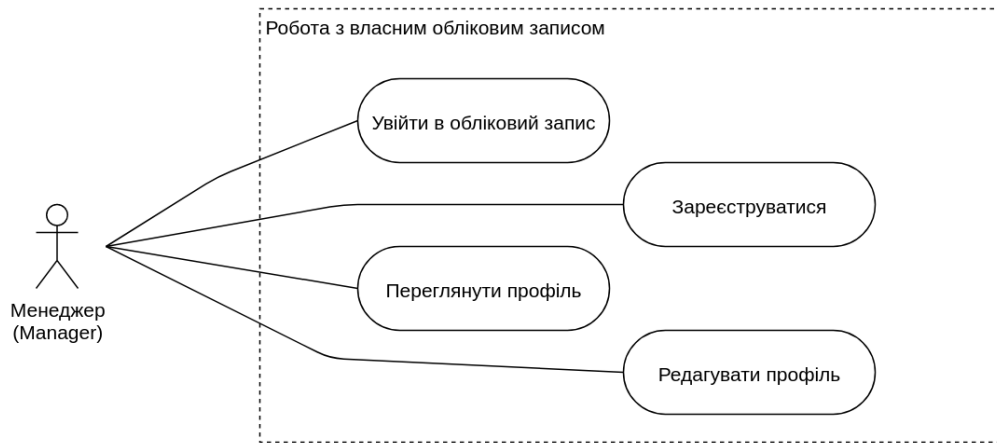 Робота з власним обліковим записом
Увійти в обліковий запис
Зареєструватися
Переглянути профіль
Редагувати профіль
Менеджер
(Manager)